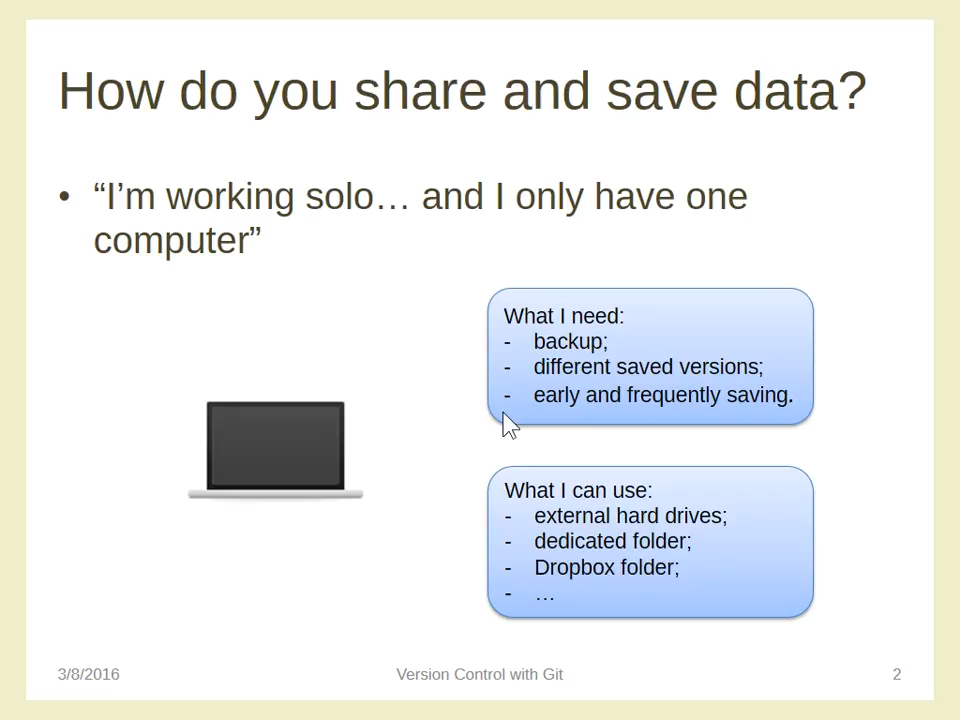 How do you share and save data?
• “I’m working solo… and I only have one
computer”
What I need:
- backup;
- different saved versions;
- early and frequently saving.
What I can use:
- external hard drives;
- dedicated folder;
- Dropbox folder;
- …
3/8/2016
Version Control with Git
2